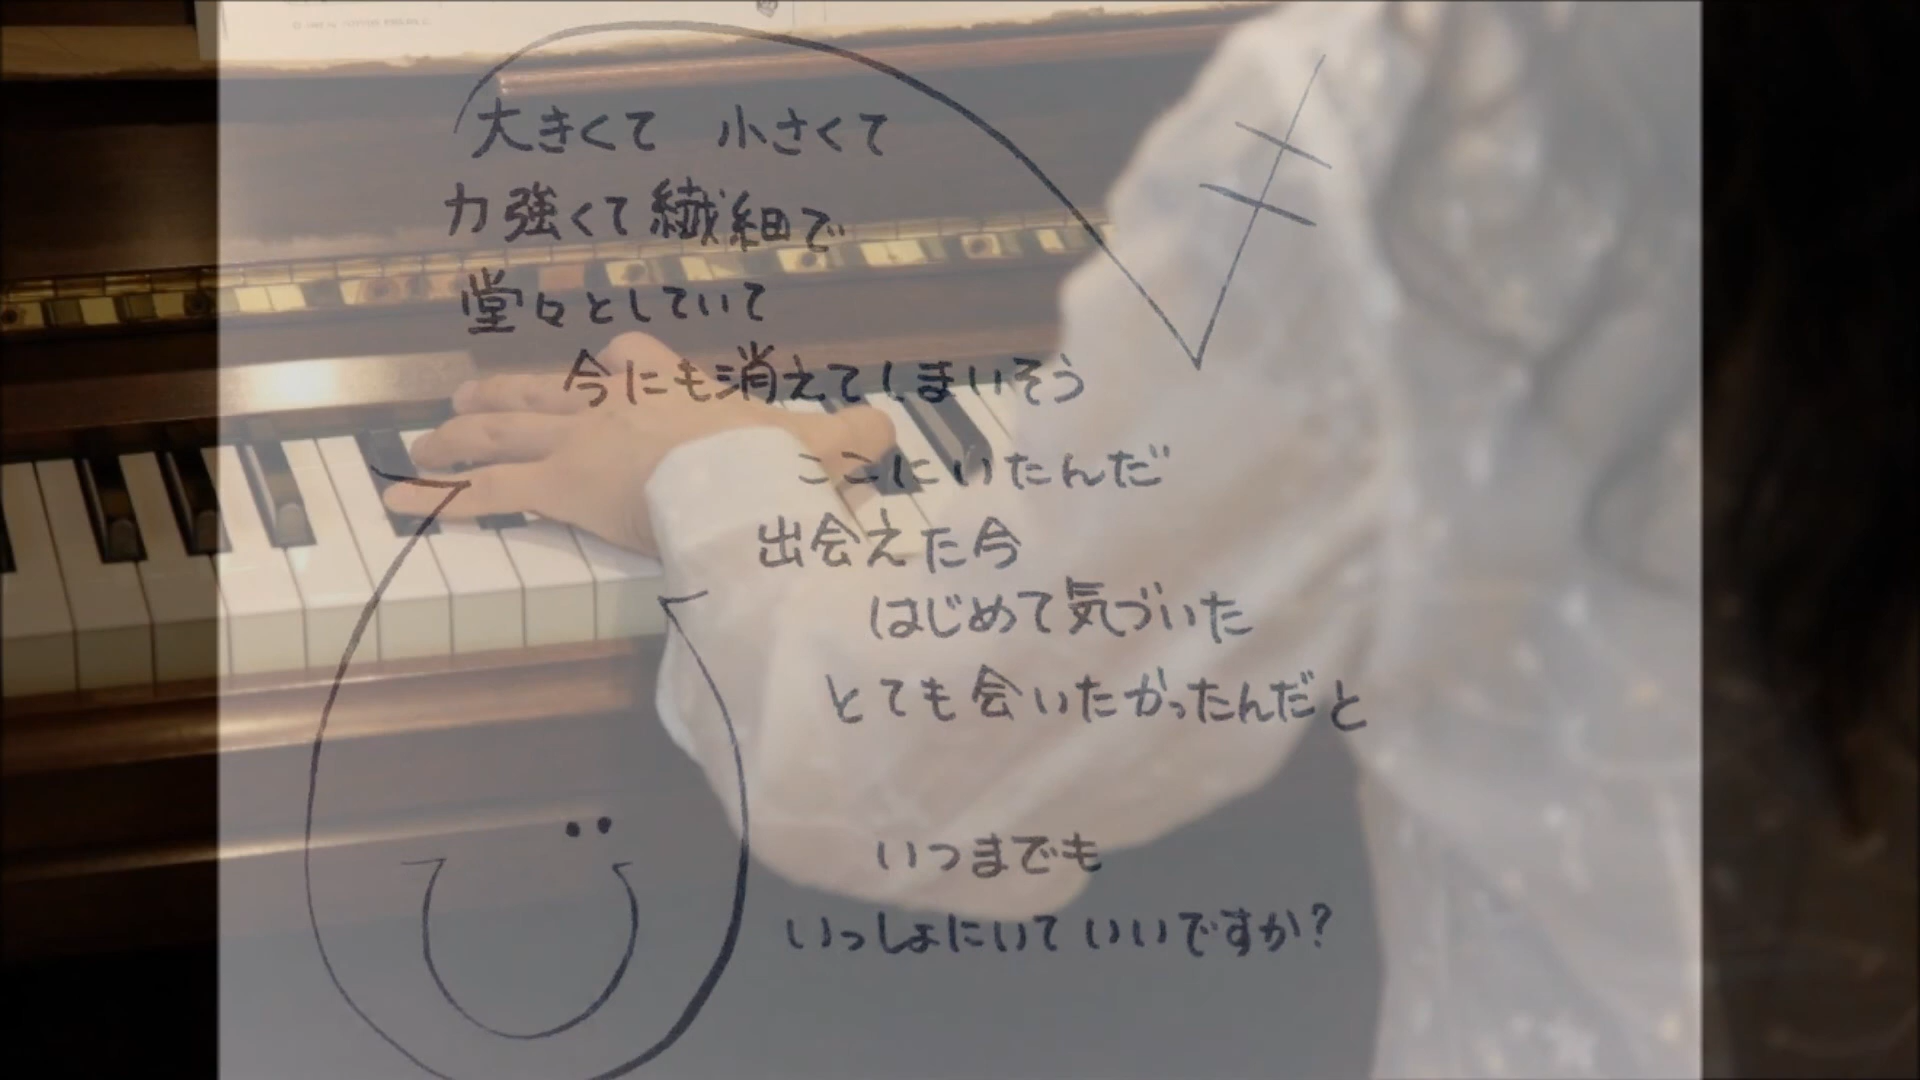 大きくて 小さくて
力強くて繊細で
堂々としていて
今にも消えてしまいそう
ここにいたんだ
出会えた今
はじめて気づいた
とても会いたかったんだと
いつまでも
いっしょにいていいですか?